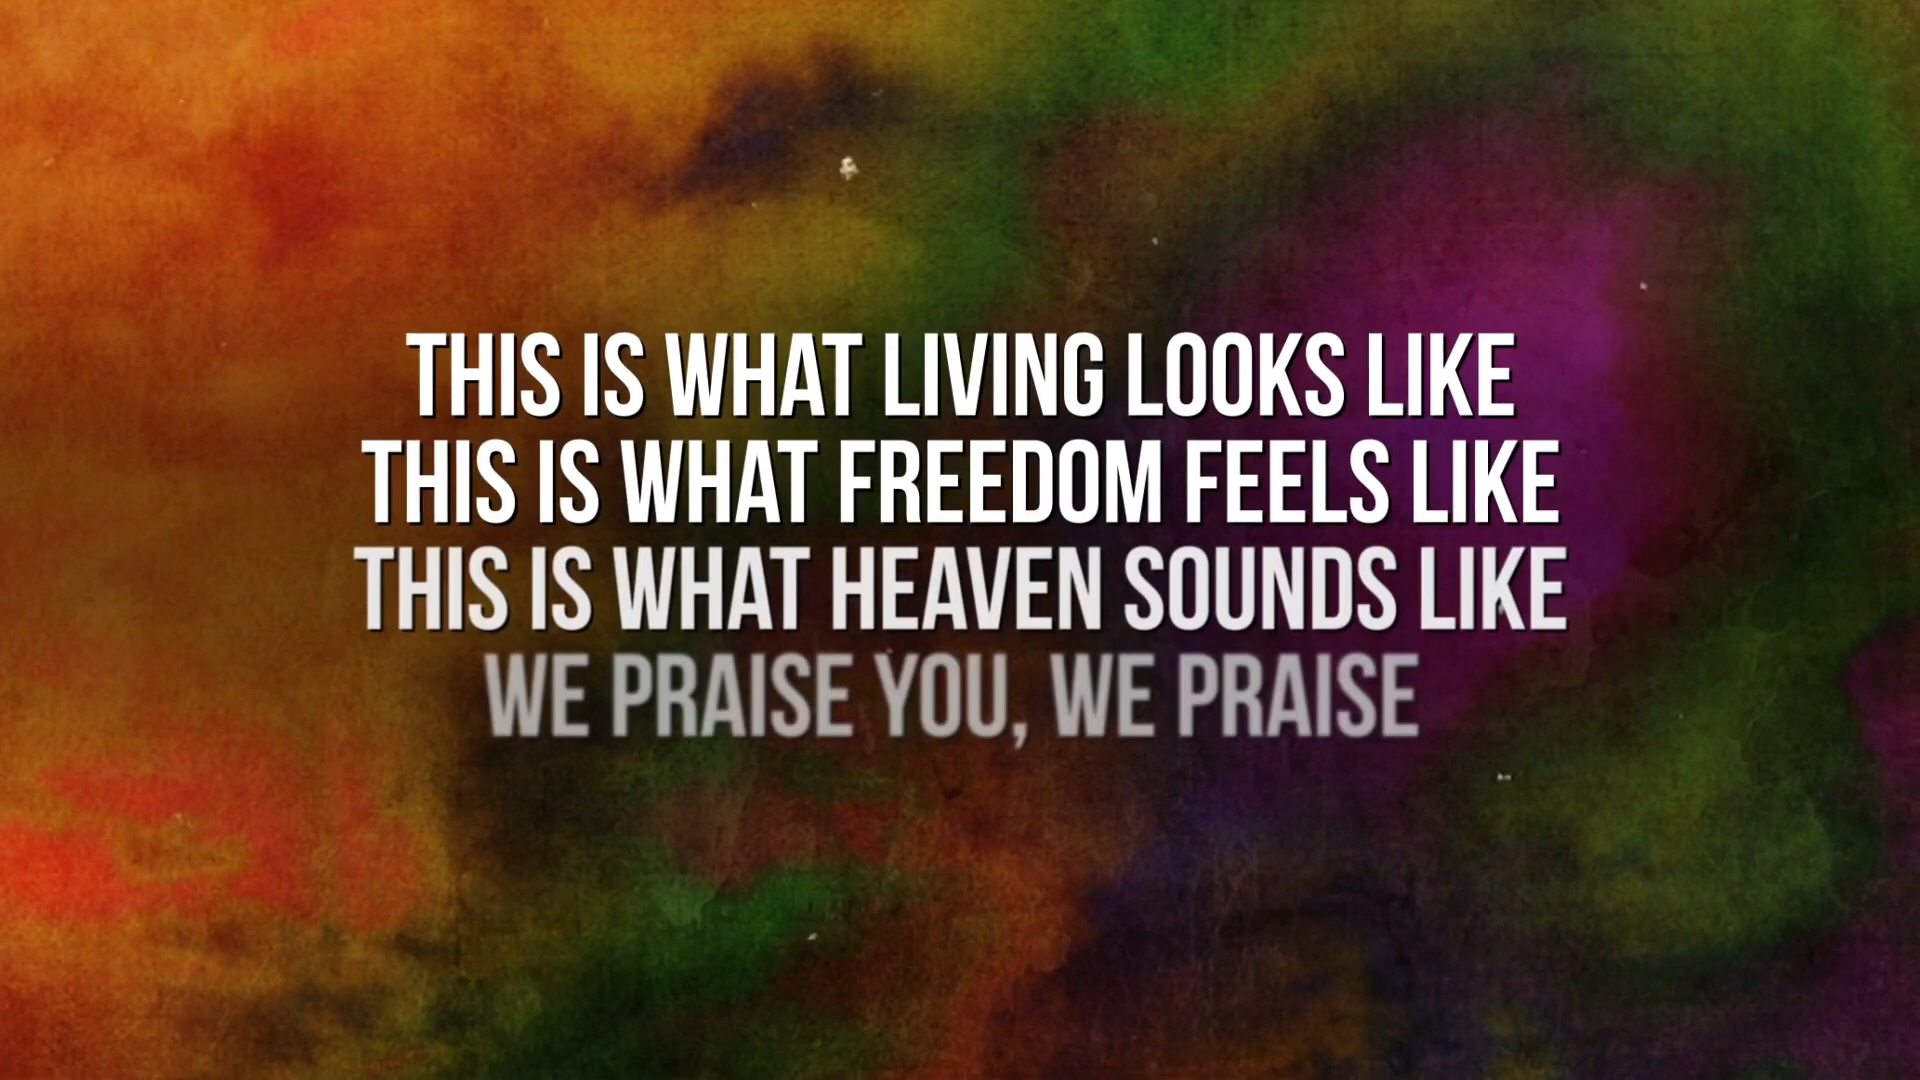 THIS IS WHAT LIVING LOOKS LIKE
THIS IS WHAT FREEDOM FEELS LIKE
THIS IS WHAT HEAVEN SOUNDS LIKE
WE PRAISE YOU, WE PRAISE